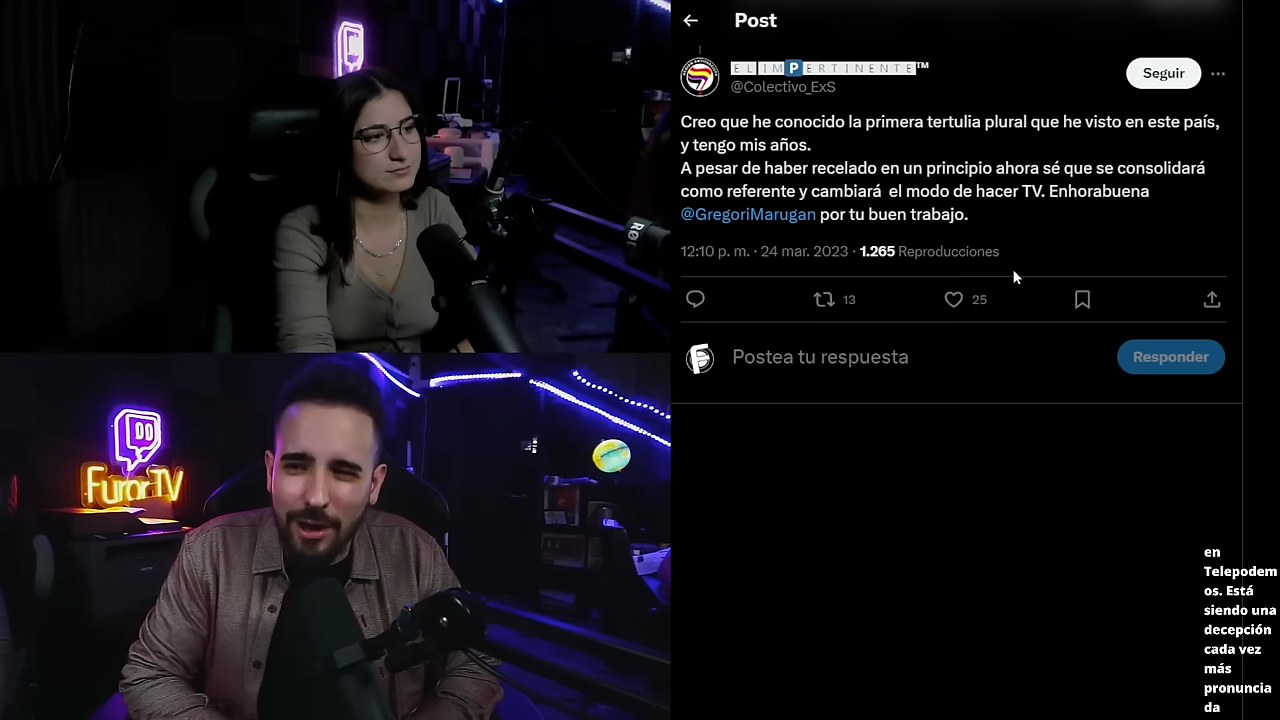 Post
EL IMPERTINENTE™
@Colectivo_ExS
Seguir
Creo que he conocido la primera tertulia plural que he visto en este país,
y tengo mis años.
A pesar de haber recelado en un principio ahora sé que se consolidará
como referente y cambiará el modo de hacer TV. Enhorabuena
@GregoriMarugan por tu buen trabajo.
12:10 p. m. · 24 mar. 2023 · 1.265 Reproducciones
13
25
Postea tu respuesta
Responder
FurorTV
en
Telepodem
os. Está
siendo una
decepción
cada vez
más
pronuncia
da